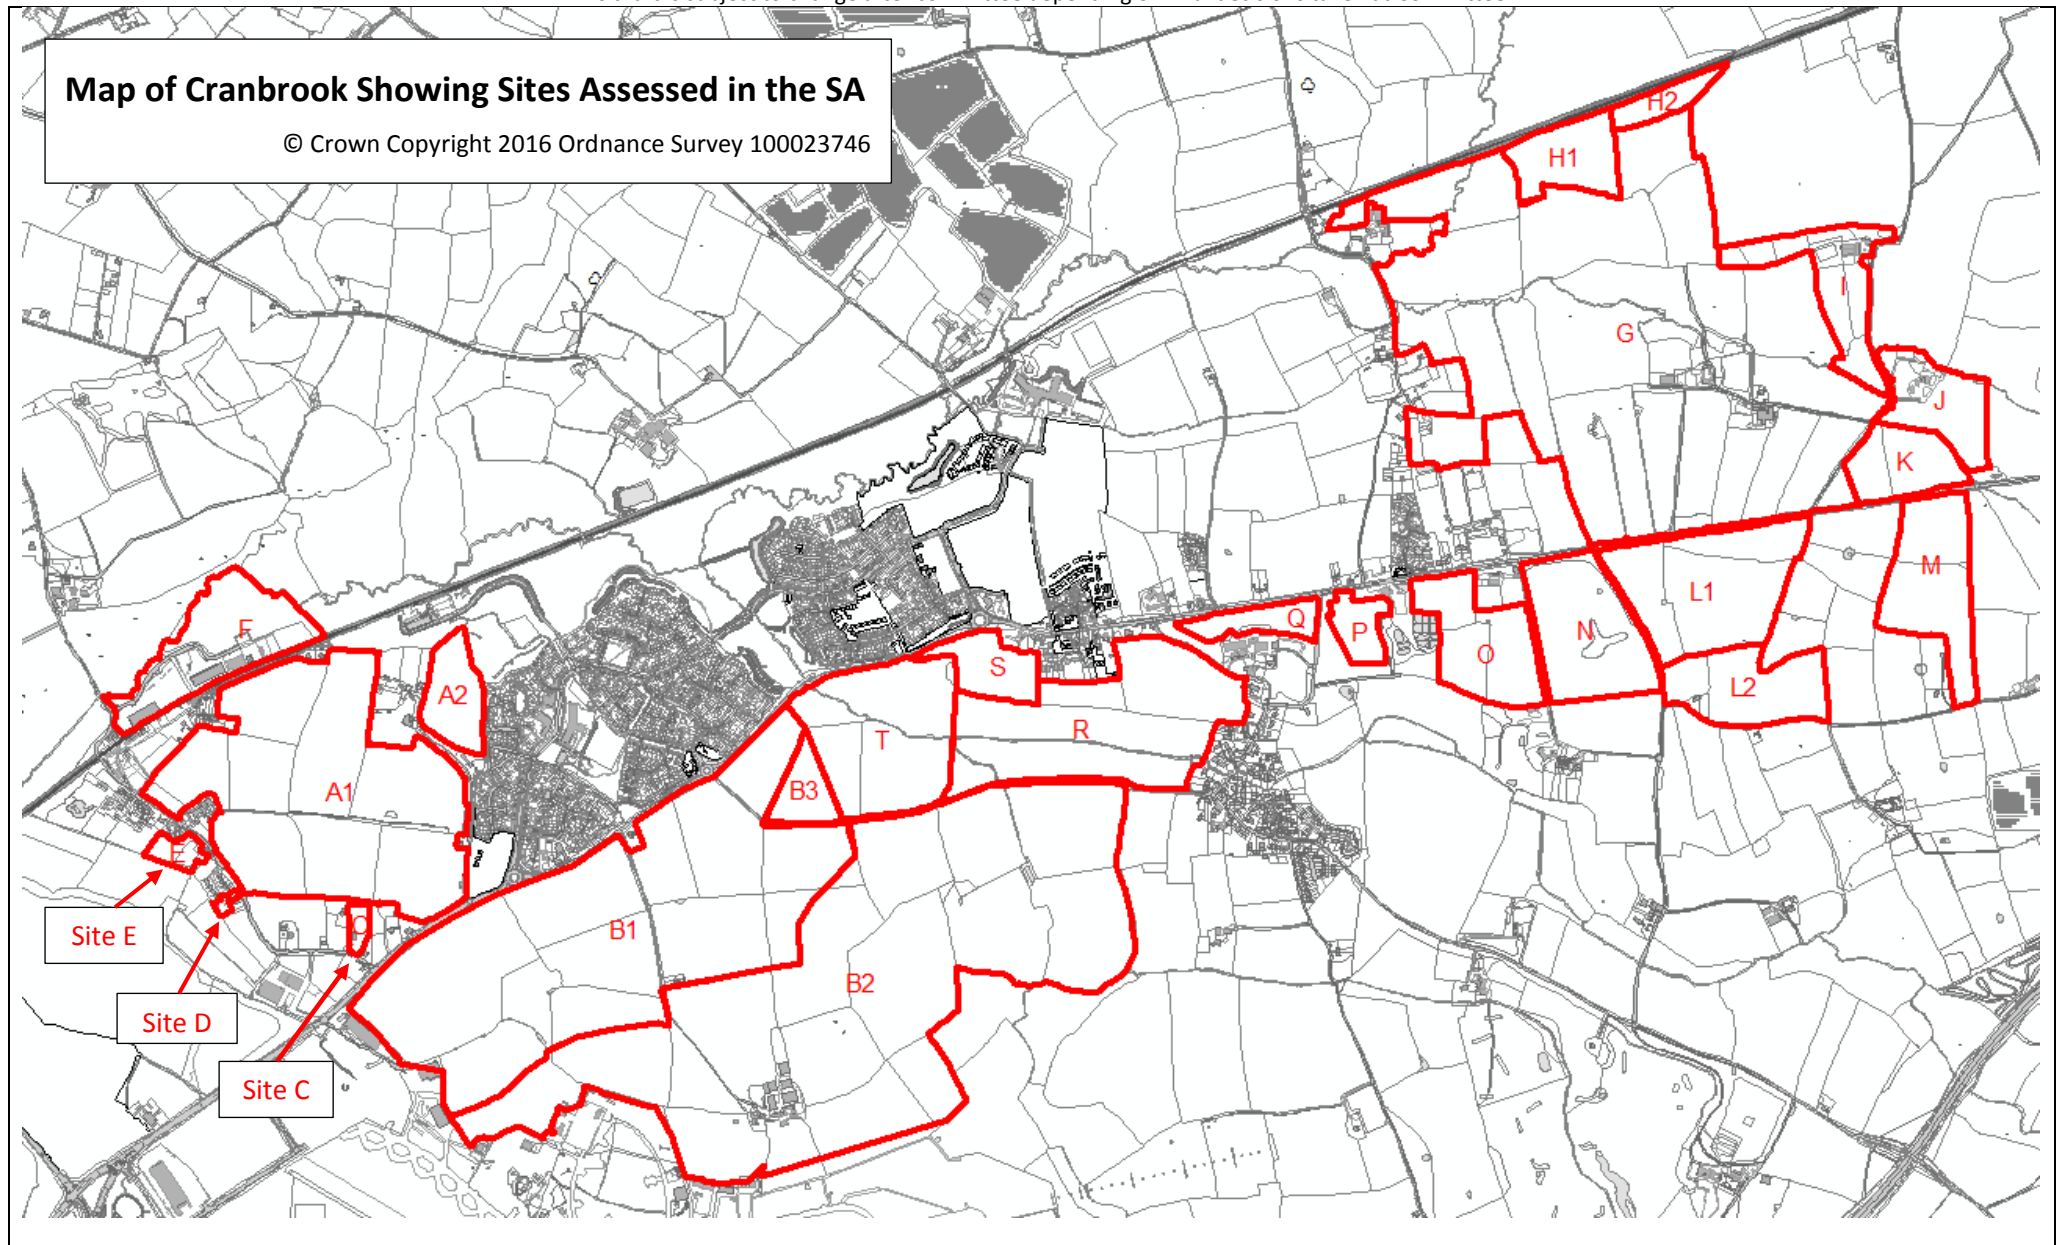 Map of Cranbrook Showing Sites Assessed in the SA
© Crown Copyright 2016 Ordnance Survey 100023746
H2
H1
I
G
J
K
M
L1
L2
N
O
P
Q
S
R
T
B3
F
A2
A1
E
C
B1
B2
Site E
Site D
Site C